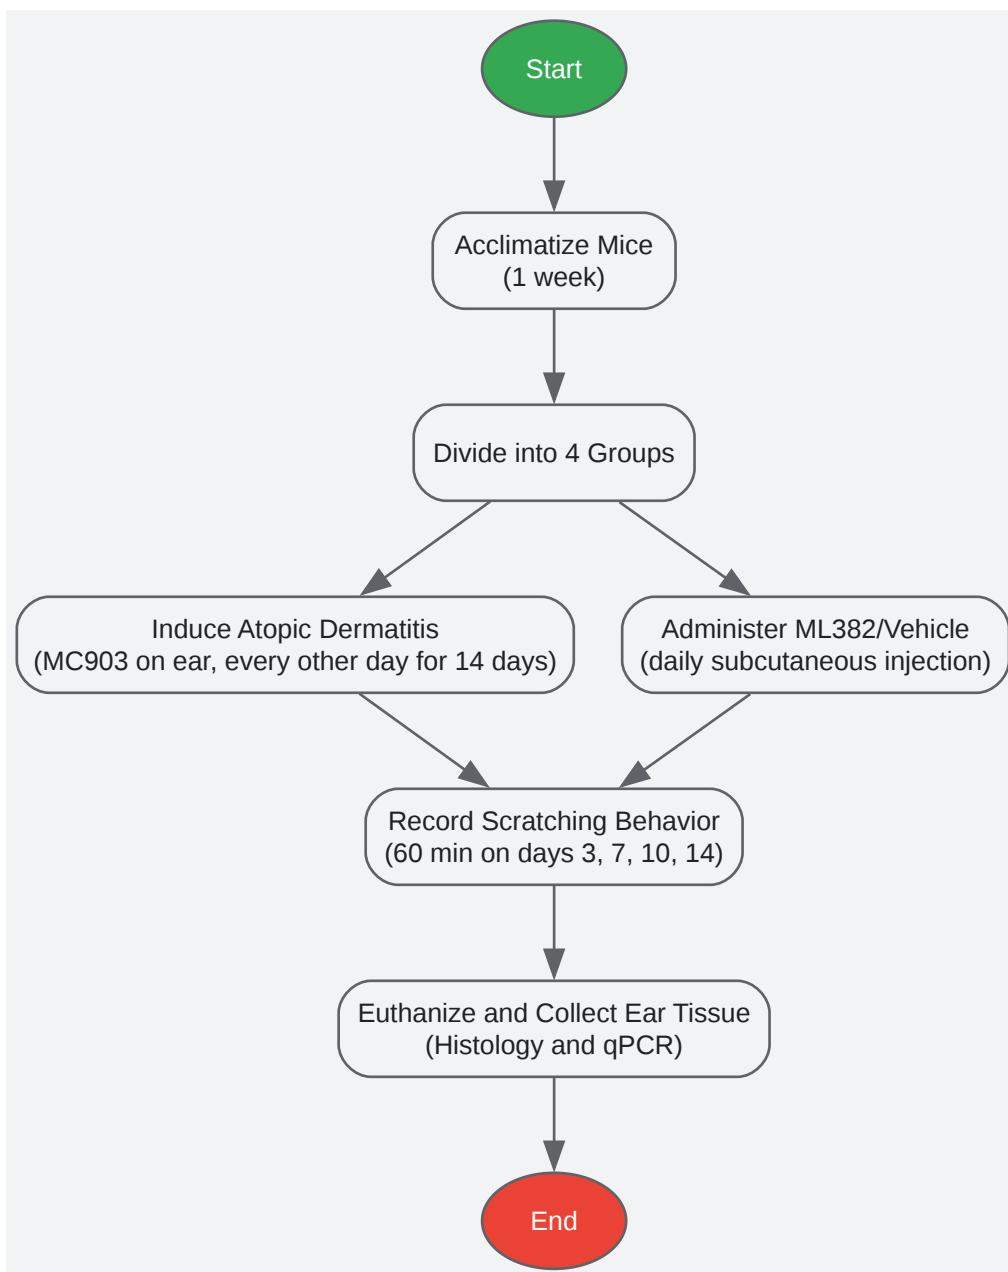 Start
Acclimatize Mice
(1 week)
Divide into 4 Groups
Induce Atopic Dermatitis
(MC903 on ear, every other day for 14 days)
Administer ML382/Vehicle
(daily subcutaneous injection)
Record Scratching Behavior
(60 min on days 3, 7, 10, 14)
Euthanize and Collect Ear Tissue
(Histology and qPCR)
End